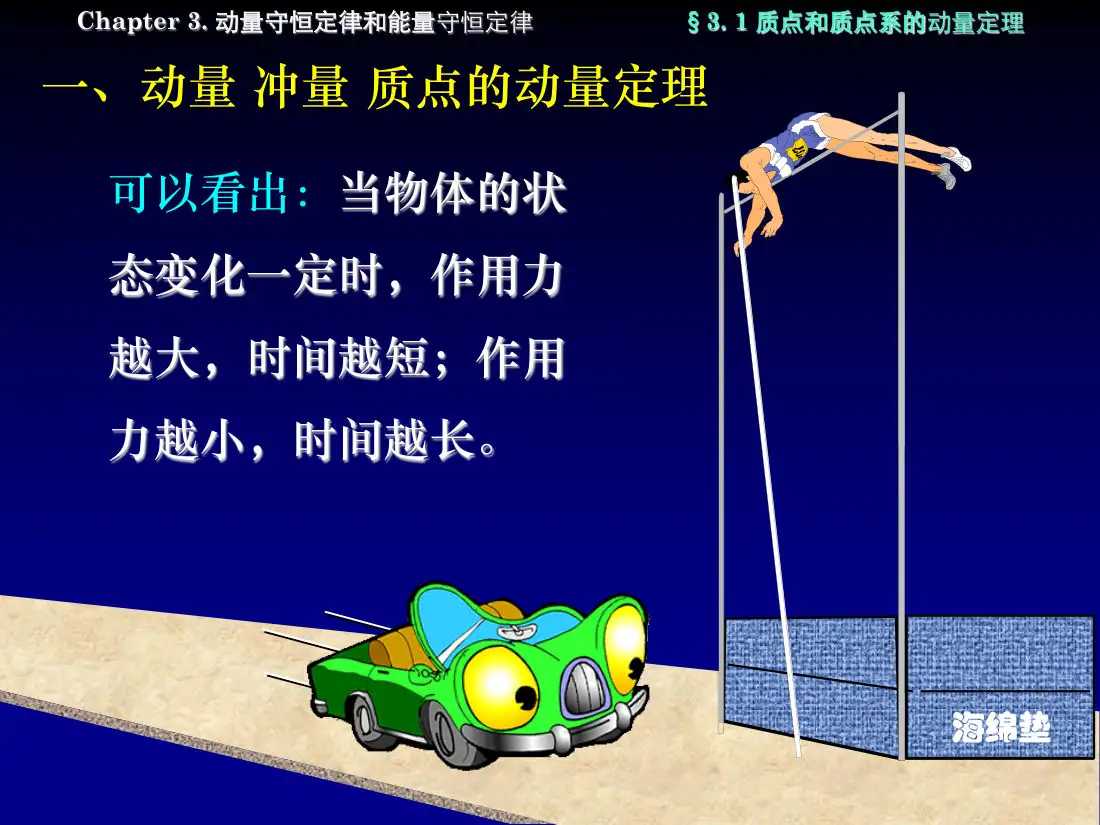 Chapter 3. 动量守恒定律和能量守恒定律
§3. 1 质点和质点系的动量定理
一、动量 冲量 质点的动量定理
可以看出：当物体的状
态变化一定时，作用力
越大，时间越短；作用
力越小，时间越长。
海绵垫